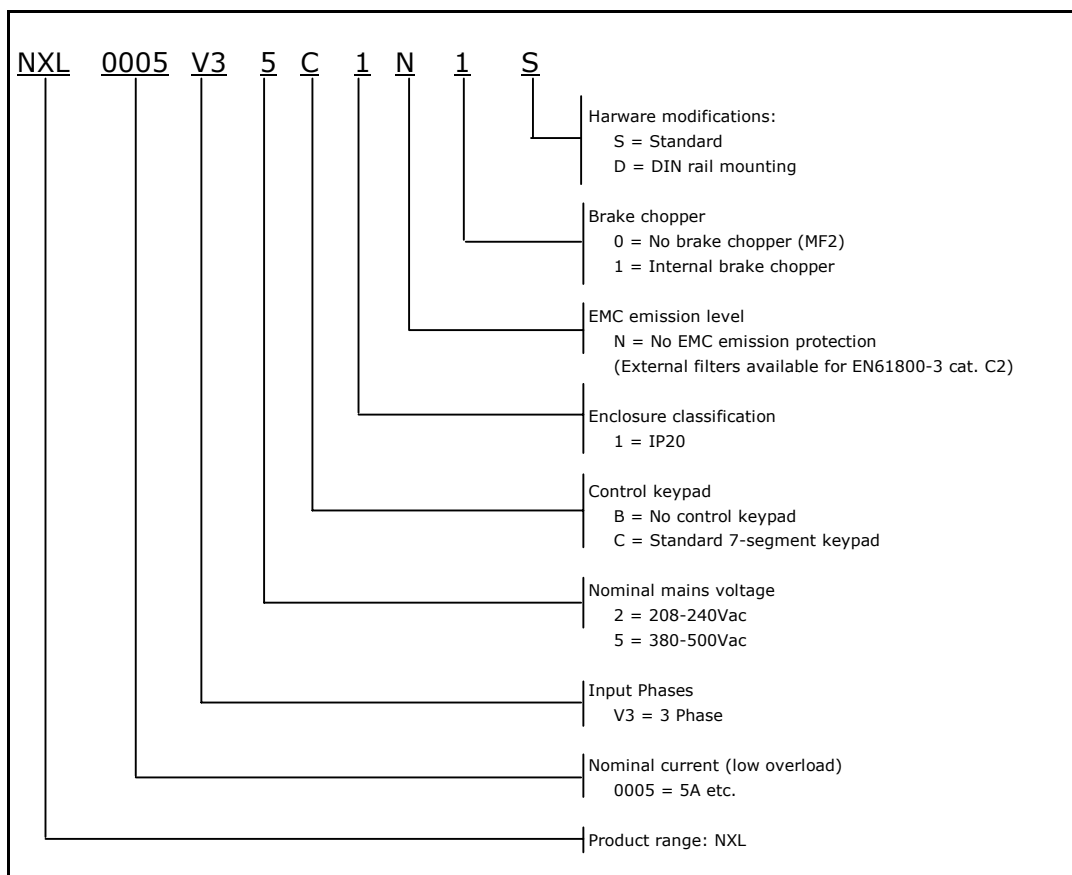 NXL 0005 V3 5 C 1 N 1 S
Harware modifications:
S = Standard
D = DIN rail mounting
Brake chopper
0 = No brake chopper (MF2)
1 = Internal brake chopper
EMC emission level
N = No EMC emission protection
(External filters available for EN61800-3 cat. C2)
Enclosure classification
1 = IP20
Control keypad
B = No control keypad
C = Standard 7-segment keypad
Nominal mains voltage
2 = 208-240Vac
5 = 380-500Vac
Input Phases
V3 = 3 Phase
Nominal current (low overload)
0005 = 5A etc.
Product range: NXL